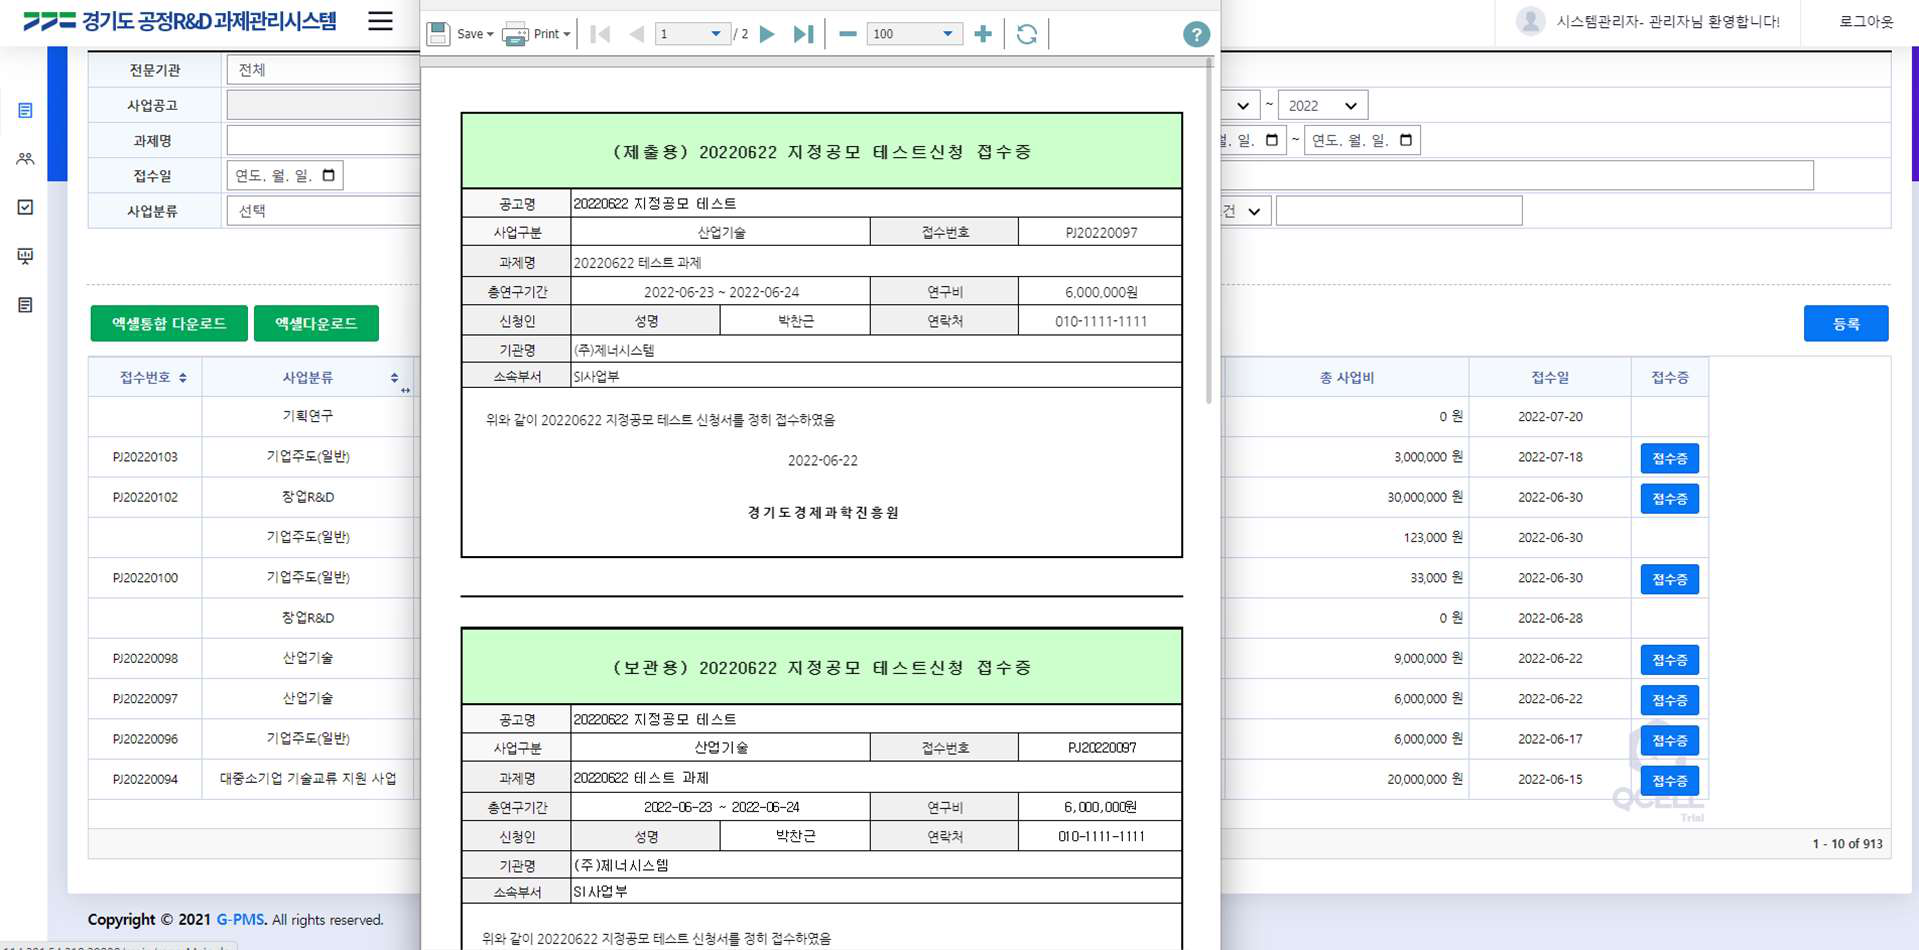 경기도 공정R&D 과제관리시스템
Save Print 1 / 2 100 ?
시스템관리자- 관리자님 환영합니다!
로그아웃
전문기관 전체
사업공고 ~ 2022
과제명 월. 일. ~ 연도. 월. 일.
접수일 연도. 월. 일.
사업분류 선택 건
엑셀통합 다운로드 엑셀다운로드 등록
접수번호 사업분류 총 사업비 접수일 접수증
기획연구 0 원 2022-07-20
PJ20220103 기업주도(일반) 3,000,000 원 2022-07-18 접수증
PJ20220102 창업R&D 30,000,000 원 2022-06-30 접수증
기업주도(일반) 123,000 원 2022-06-30
PJ20220100 기업주도(일반) 33,000 원 2022-06-30 접수증
창업R&D 0 원 2022-06-28
PJ20220098 산업기술 9,000,000 원 2022-06-22 접수증
PJ20220097 산업기술 6,000,000 원 2022-06-22 접수증
PJ20220096 기업주도(일반) 6,000,000 원 2022-06-17 접수증
PJ20220094 대중소기업 기술교류 지원 사업 20,000,000 원 2022-06-15 접수증
QCELL
Trial
1 - 10 of 913
(제출용) 20220622 지정공모 테스트신청 접수증
공고명 20220622 지정공모 테스트
사업구분 산업기술 접수번호 PJ20220097
과제명 20220622 테스트 과제
총연구기간 2022-06-23 ~ 2022-06-24 연구비 6,000,000원
신청인 성명 박찬근 연락처 010-1111-1111
기관명 (주)제너시스템
소속부서 SI사업부
위와 같이 20220622 지정공모 테스트 신청서를 정히 접수하였음
2022-06-22
경기도경제과학진흥원
(보관용) 20220622 지정공모 테스트신청 접수증
공고명 20220622 지정공모 테스트
사업구분 산업기술 접수번호 PJ20220097
과제명 20220622 테스트 과제
총연구기간 2022-06-23 ~ 2022-06-24 연구비 6,000,000원
신청인 성명 박찬근 연락처 010-1111-1111
기관명 (주)제너시스템
소속부서 SI사업부
위와 같이 20220622 지정공모 테스트 신청서를 정히 접수하였음
Copyright © 2021 G-PMS. All rights reserved.